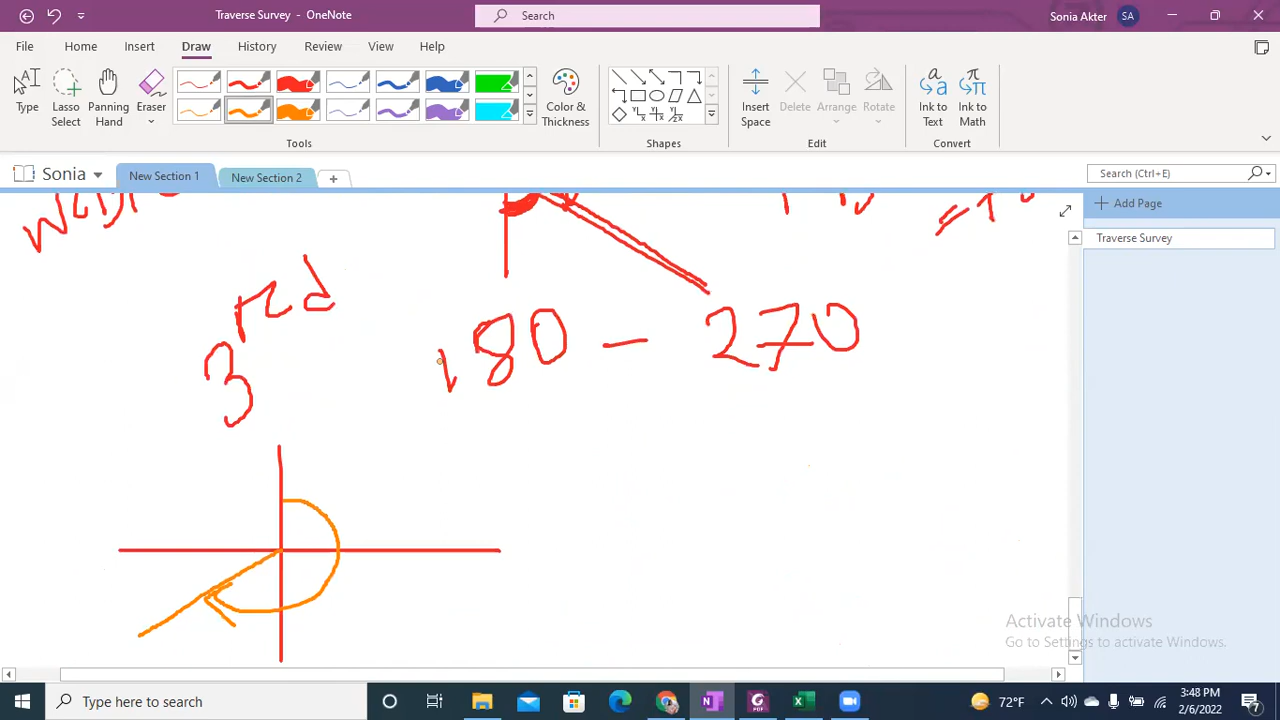 Traverse Survey - OneNote
Search
Sonia Akter
SA
File Home Insert Draw View History Review View Help
Type
Lasso Select
Panning Hand
Eraser
Color & Thickness
Insert Space
Delete
Arrange
Rotate
Ink to Text
Ink to Math
Tools
Shapes
Edit
Convert
Sonia
New Section 1
New Section 2
Search (Ctrl+E)
Add Page
Traverse Survey
3rd
180 - 270
Activate Windows
Go to Settings to activate Windows.
Type here to search
72°F
3:48 PM
2/6/2022
7